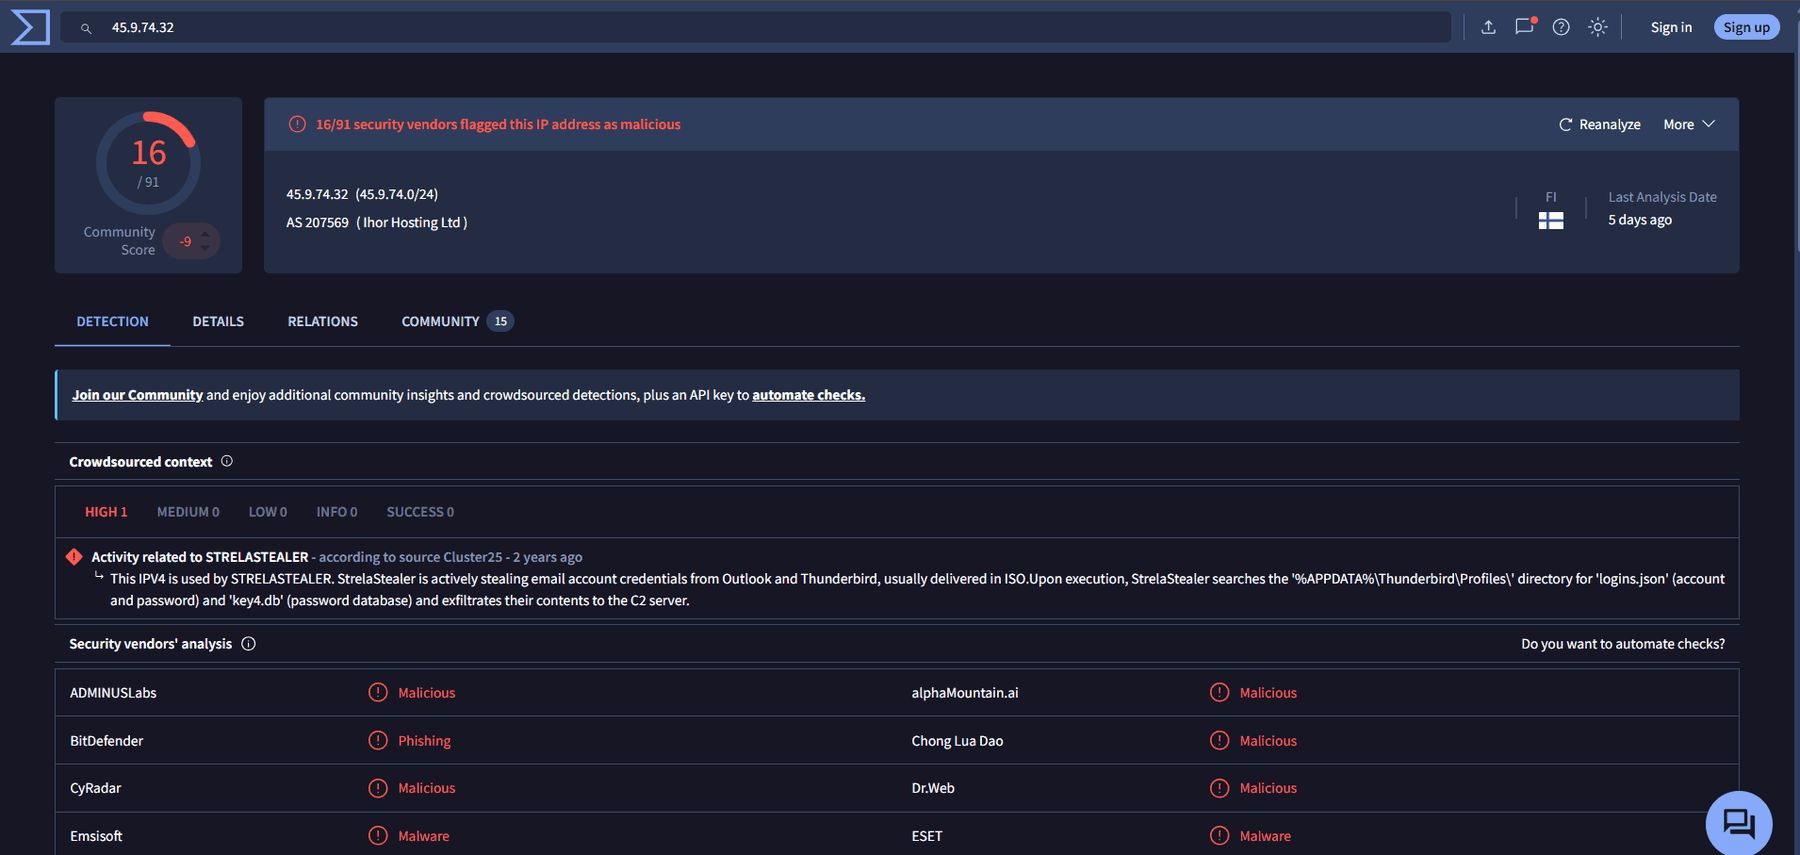 45.9.74.32
Sign in
Sign up
16
/ 91
Community
Score
-9
16/91 security vendors flagged this IP address as malicious
Reanalyze
More
45.9.74.32 (45.9.74.0/24)
AS 207569 ( Ihor Hosting Ltd )
FI
Last Analysis Date
5 days ago
DETECTION
DETAILS
RELATIONS
COMMUNITY 15
Join our Community and enjoy additional community insights and crowdsourced detections, plus an API key to automate checks.
Crowdsourced context
HIGH 1
MEDIUM 0
LOW 0
INFO 0
SUCCESS 0
Activity related to STRELASTEALER - according to source Cluster25 - 2 years ago
This IPV4 is used by STRELASTEALER. StrelaStealer is actively stealing email account credentials from Outlook and Thunderbird, usually delivered in ISO.Upon execution, StrelaStealer searches the '%APPDATA%\Thunderbird\Profiles\' directory for 'logins.json' (account
and password) and 'key4.db' (password database) and exfiltrates their contents to the C2 server.
Security vendors' analysis
Do you want to automate checks?
ADMINUSLabs
Malicious
alphaMountain.ai
Malicious
BitDefender
Phishing
Chong Lua Dao
Malicious
CyRadar
Malicious
Dr.Web
Malicious
Emsisoft
Malware
ESET
Malware